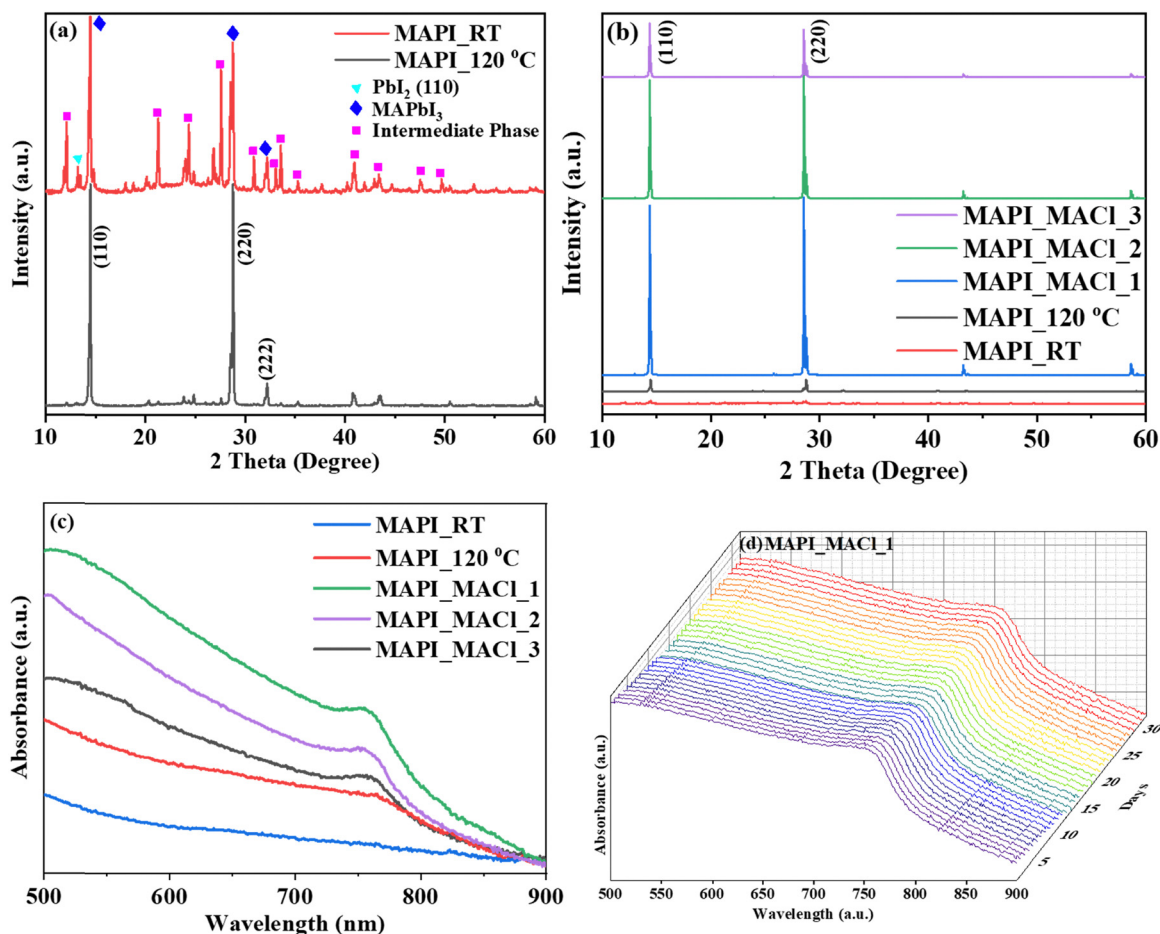 (a)
MAPI_RT
MAPI_120 ⁰C
PbI₂ (110)
MAPbI₃
Intermediate Phase
(110)
(220)
(222)
Intensity (a.u.)
10 20 30 40 50 60
2 Theta (Degree)
(b)
(110)
(220)
MAPI_MACl_3
MAPI_MACl_2
MAPI_MACl_1
MAPI_120 ⁰C
MAPI_RT
Intensity (a.u.)
10 20 30 40 50 60
2 Theta (Degree)
(c)
MAPI_RT
MAPI_120 ⁰C
MAPI_MACl_1
MAPI_MACl_2
MAPI_MACl_3
Absorbance (a.u.)
500 600 700 800 900
Wavelength (nm)
(d)MAPI_MACl_1
Absorbance (a.u.)
500 550 600 650 700 750 800 850 900
Wavelength (a.u.)
5 10 15 20 25 30
Days